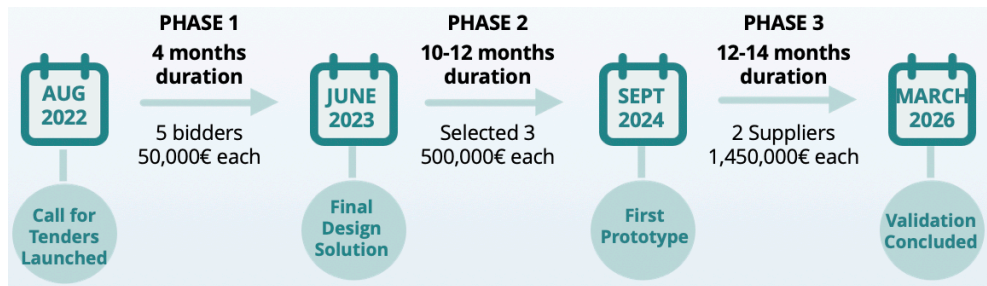 PHASE 1
4 months
duration
5 bidders
50,000€ each
PHASE 2
10-12 months
duration
Selected 3
500,000€ each
PHASE 3
12-14 months
duration
2 Suppliers
1,450,000€ each
AUG
2022
JUNE
2023
SEPT
2024
MARCH
2026
Call for
Tenders
Launched
Final
Design
Solution
First
Prototype
Validation
Concluded